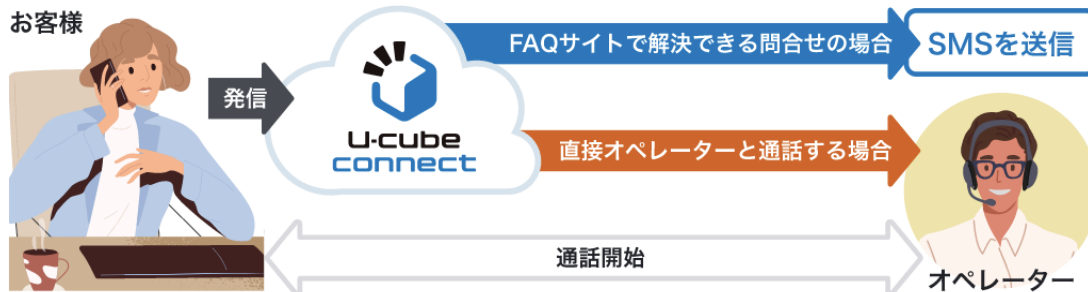 お客様
発信
U-cube
connect
FAQサイトで解決できる問合せの場合
SMSを送信
直接オペレーターと通話する場合
通話開始
オペレーター